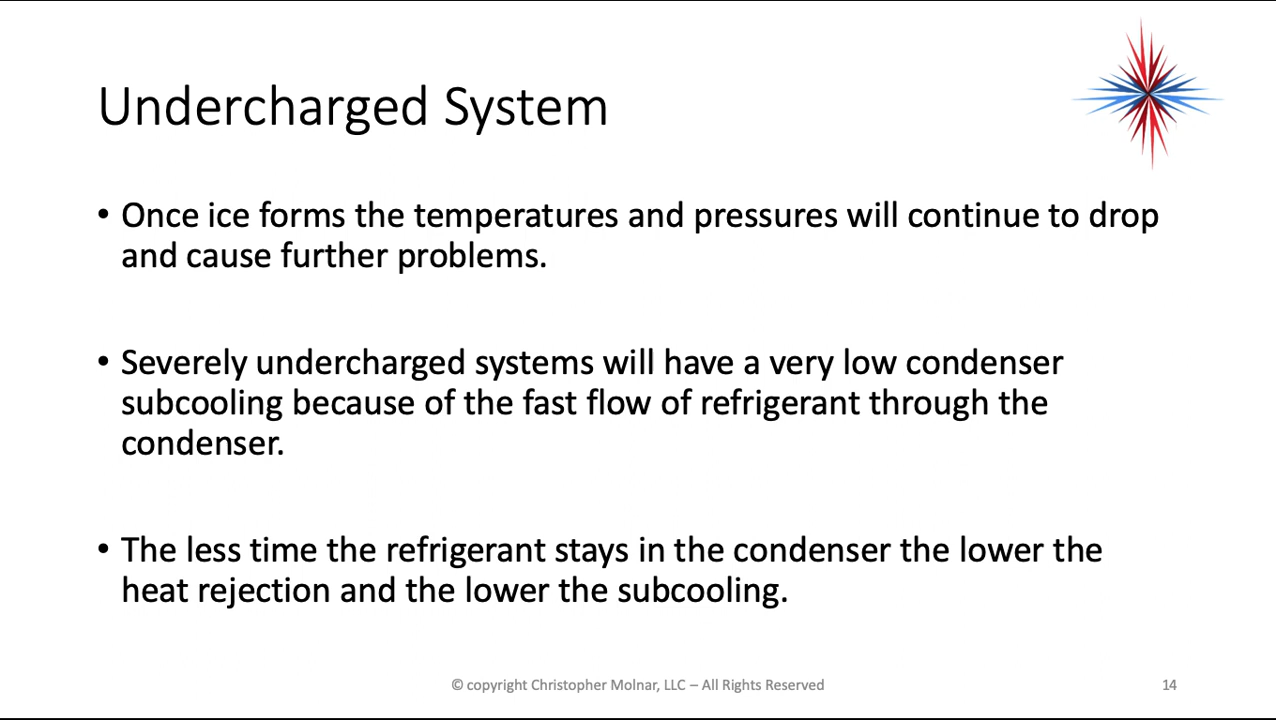 Undercharged System
• Once ice forms the temperatures and pressures will continue to drop
and cause further problems.
• Severely undercharged systems will have a very low condenser
subcooling because of the fast flow of refrigerant through the
condenser.
• The less time the refrigerant stays in the condenser the lower the
heat rejection and the lower the subcooling.
© copyright Christopher Molnar, LLC – All Rights Reserved
14